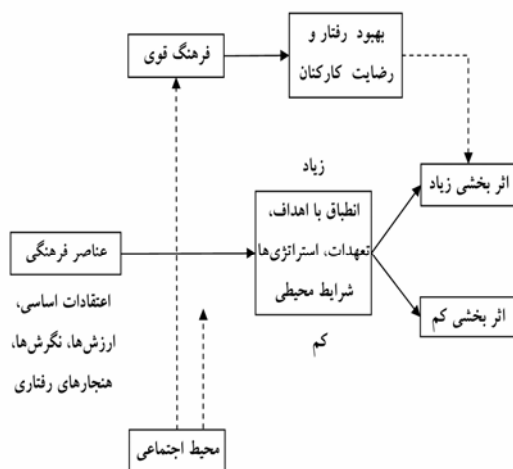 بهبود رفتار و
رضایت کارکنان
فرهنگ قوی
زیاد
اثر بخشی زیاد
انطباق با اهداف،
تعهدات، استراتژی‌ها
شرایط محیطی
عناصر فرهنگی
اعتقادات اساسی،
ارزش‌ها، نگرش‌ها،
هنجارهای رفتاری
اثر بخشی کم
کم
محیط اجتماعی